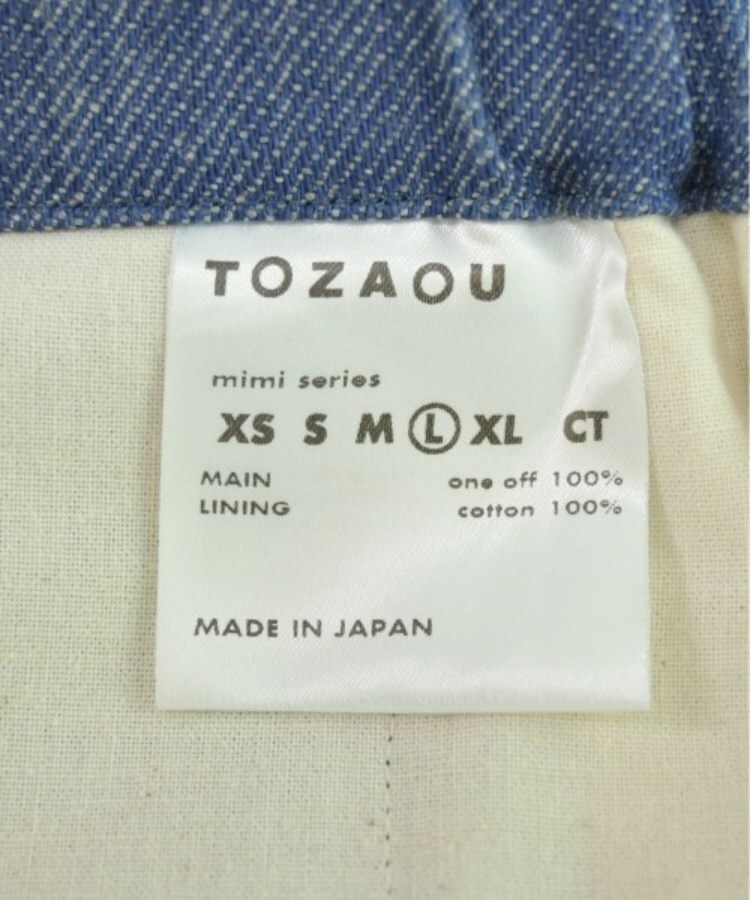 TOZAOU
mimi series
XS S M L XL CT
MAIN one off 100%
LINING cotton 100%
MADE IN JAPAN